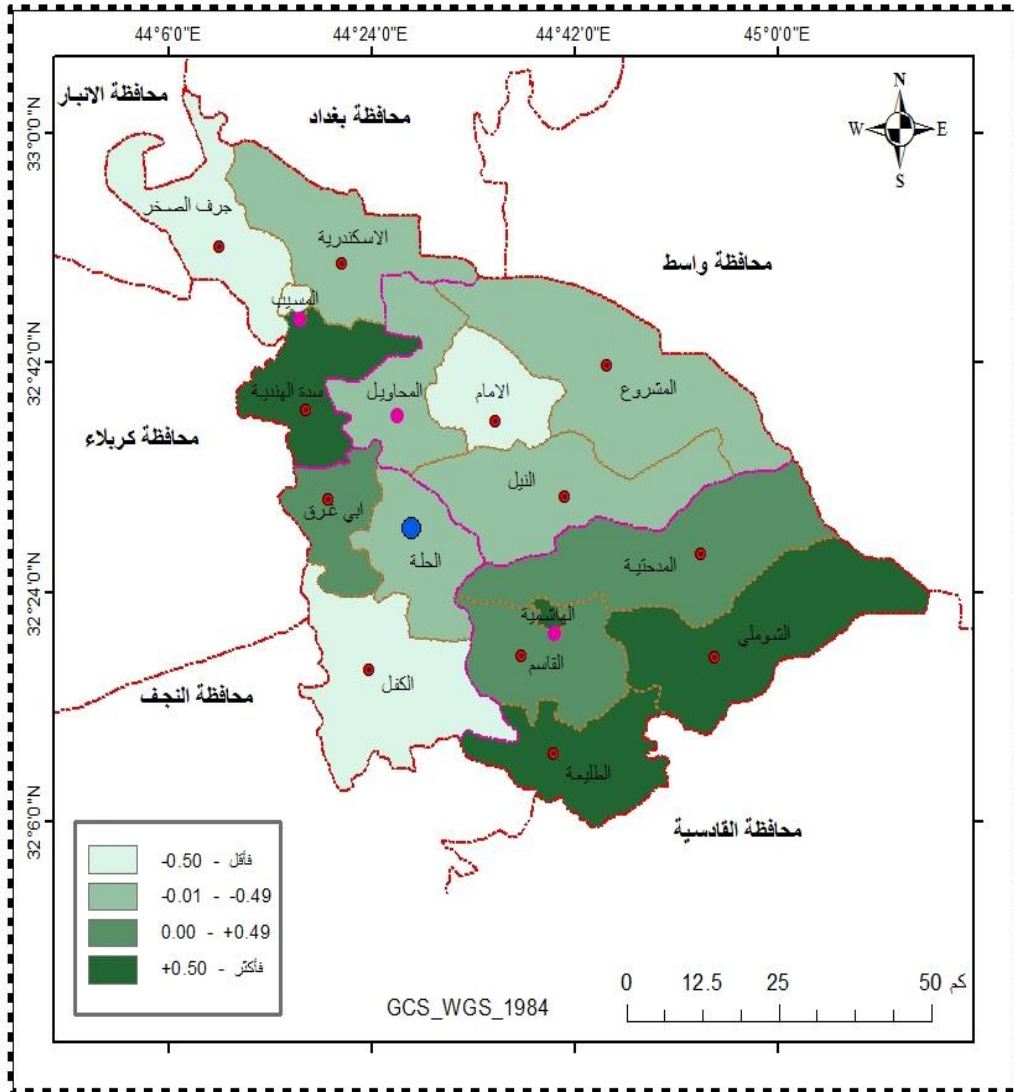 44°6'0"E
44°24'0"E
44°42'0"E
45°0'0"E
33°0'0"N
32°42'0"N
32°24'0"N
32°6'0"N
N
W
E
S
محافظة الانبار
محافظة بغداد
جرف الصخر
الاسكندرية
محافظة واسط
المسيب
المشروع
الامام
المحاويل
سدة الهندية
محافظة كربلاء
النيل
ابي غرق
الحلة
المدحتية
الهاشمية
الشوملي
القاسم
الكفل
محافظة النجف
الطليعة
محافظة القادسية
-0.50 - فأقل
-0.01 - -0.49
0.00 - +0.49
+0.50 - فأكثر
0 12.5 25 50 كم
GCS_WGS_1984